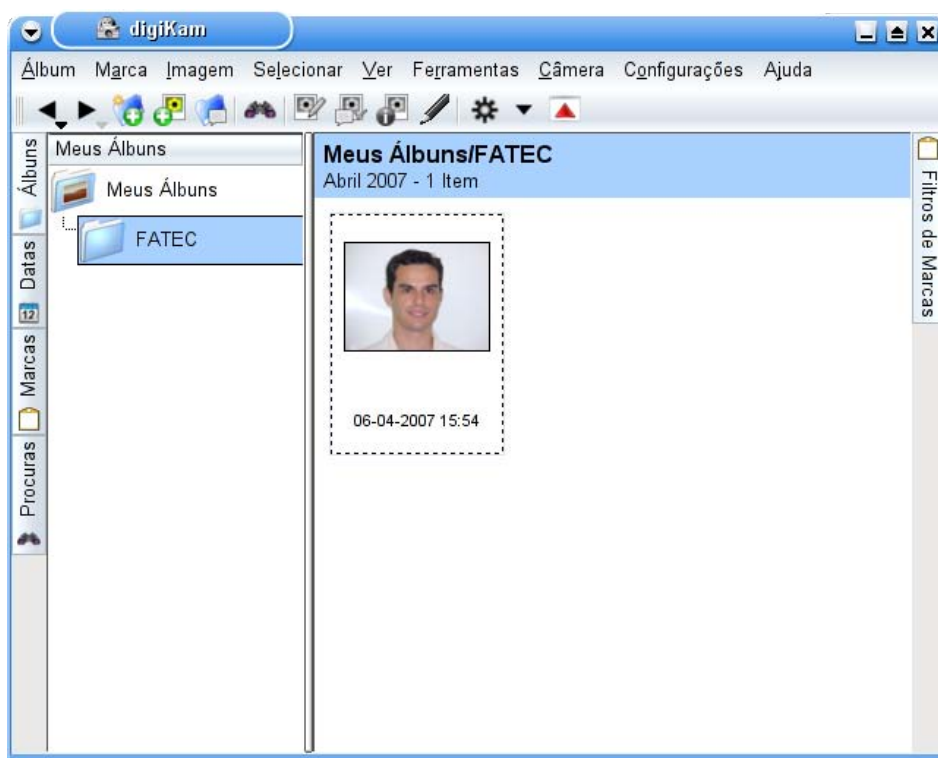 digiKam
Álbum Marca Imagem Selecionar Ver Ferramentas Câmera Configurações Ajuda
Álbuns
Datas
12
Marcas
Procuras
Meus Álbuns
Meus Álbuns
FATEC
Meus Álbuns/FATEC
Abril 2007 - 1 Item
06-04-2007 15:54
Filtros de Marcas